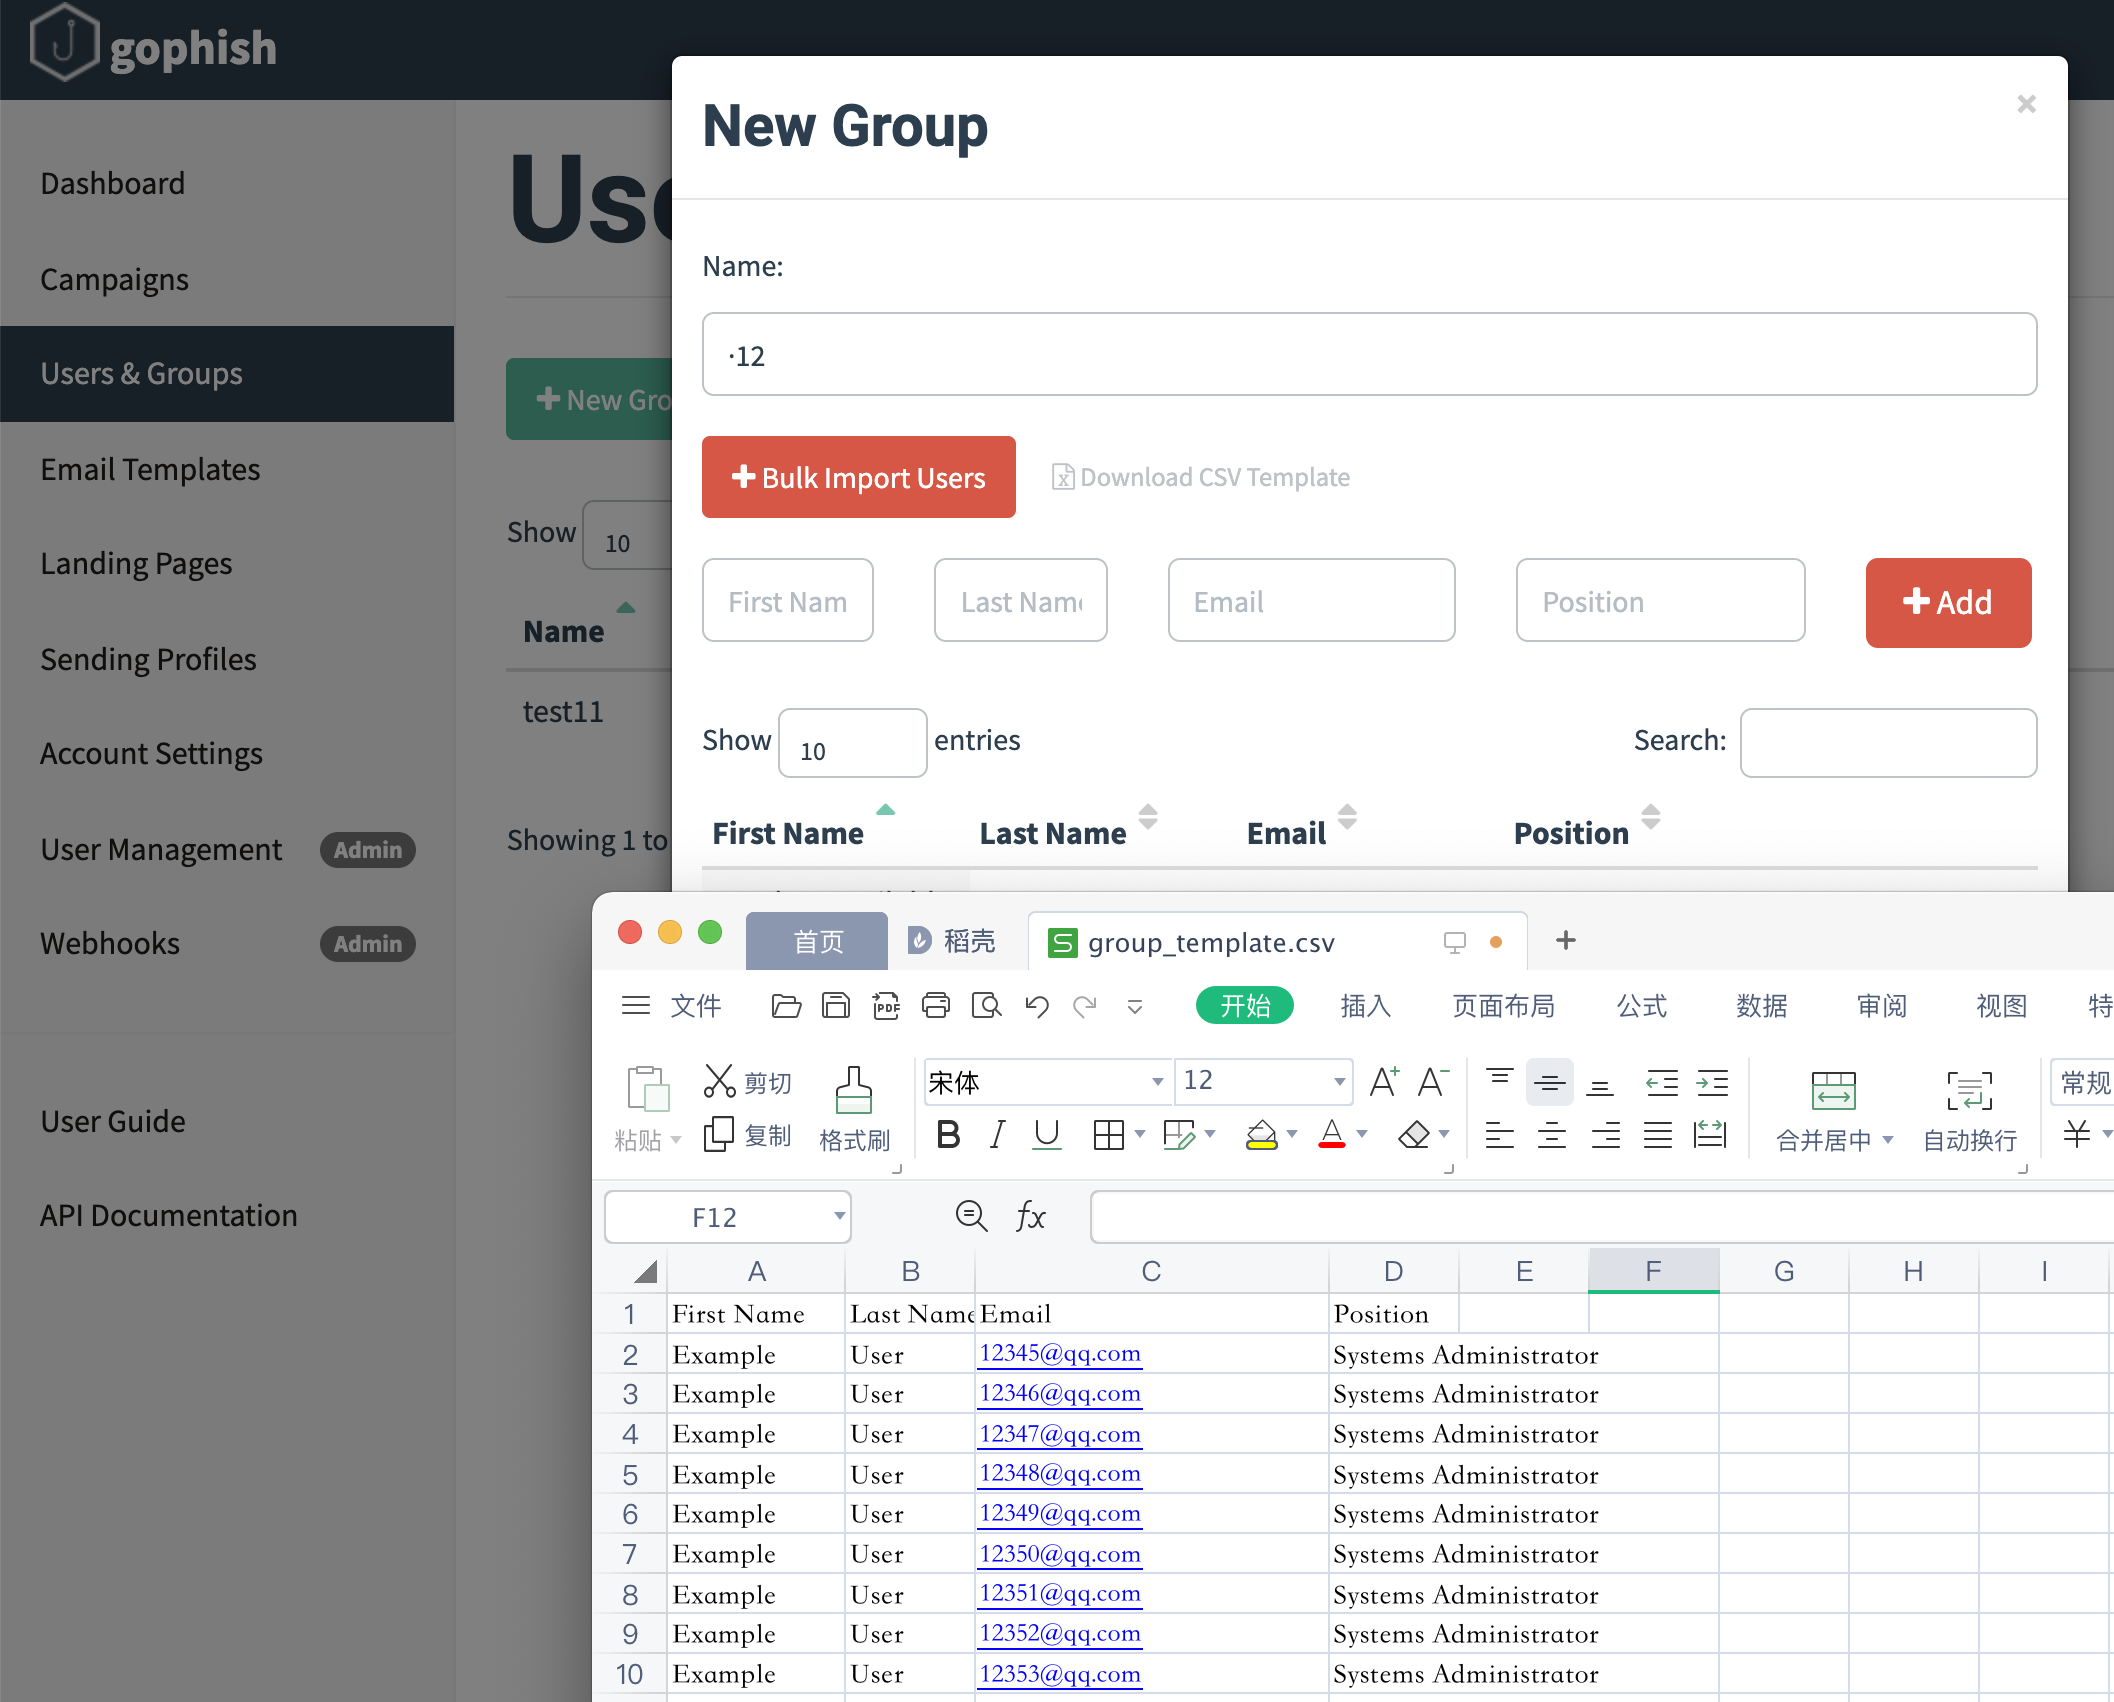 gophish
Dashboard
Campaigns
Users & Groups
Email Templates
Landing Pages
Sending Profiles
Account Settings
User Management Admin
Webhooks Admin
User Guide
API Documentation
Use
New Gro
Show 10
Name
test11
Showing 1 to
New Group
×
Name:
·12
Bulk Import Users Download CSV Template
First Nam Last Name Email Position Add
Show 10 entries Search:
First Name Last Name Email Position
首页 稻壳 group_template.csv +
文件 PDF 开始 插入 页面布局 公式 数据 审阅 视图 特
剪切 宋体 12 A+ A- 常规
粘贴 复制 格式刷 B I U A 合并居中 自动换行 ¥
F12 fx
A B C D E F G H I
1 First Name Last Name Email Position
2 Example User 12345@qq.com Systems Administrator
3 Example User 12346@qq.com Systems Administrator
4 Example User 12347@qq.com Systems Administrator
5 Example User 12348@qq.com Systems Administrator
6 Example User 12349@qq.com Systems Administrator
7 Example User 12350@qq.com Systems Administrator
8 Example User 12351@qq.com Systems Administrator
9 Example User 12352@qq.com Systems Administrator
10 Example User 12353@qq.com Systems Administrator